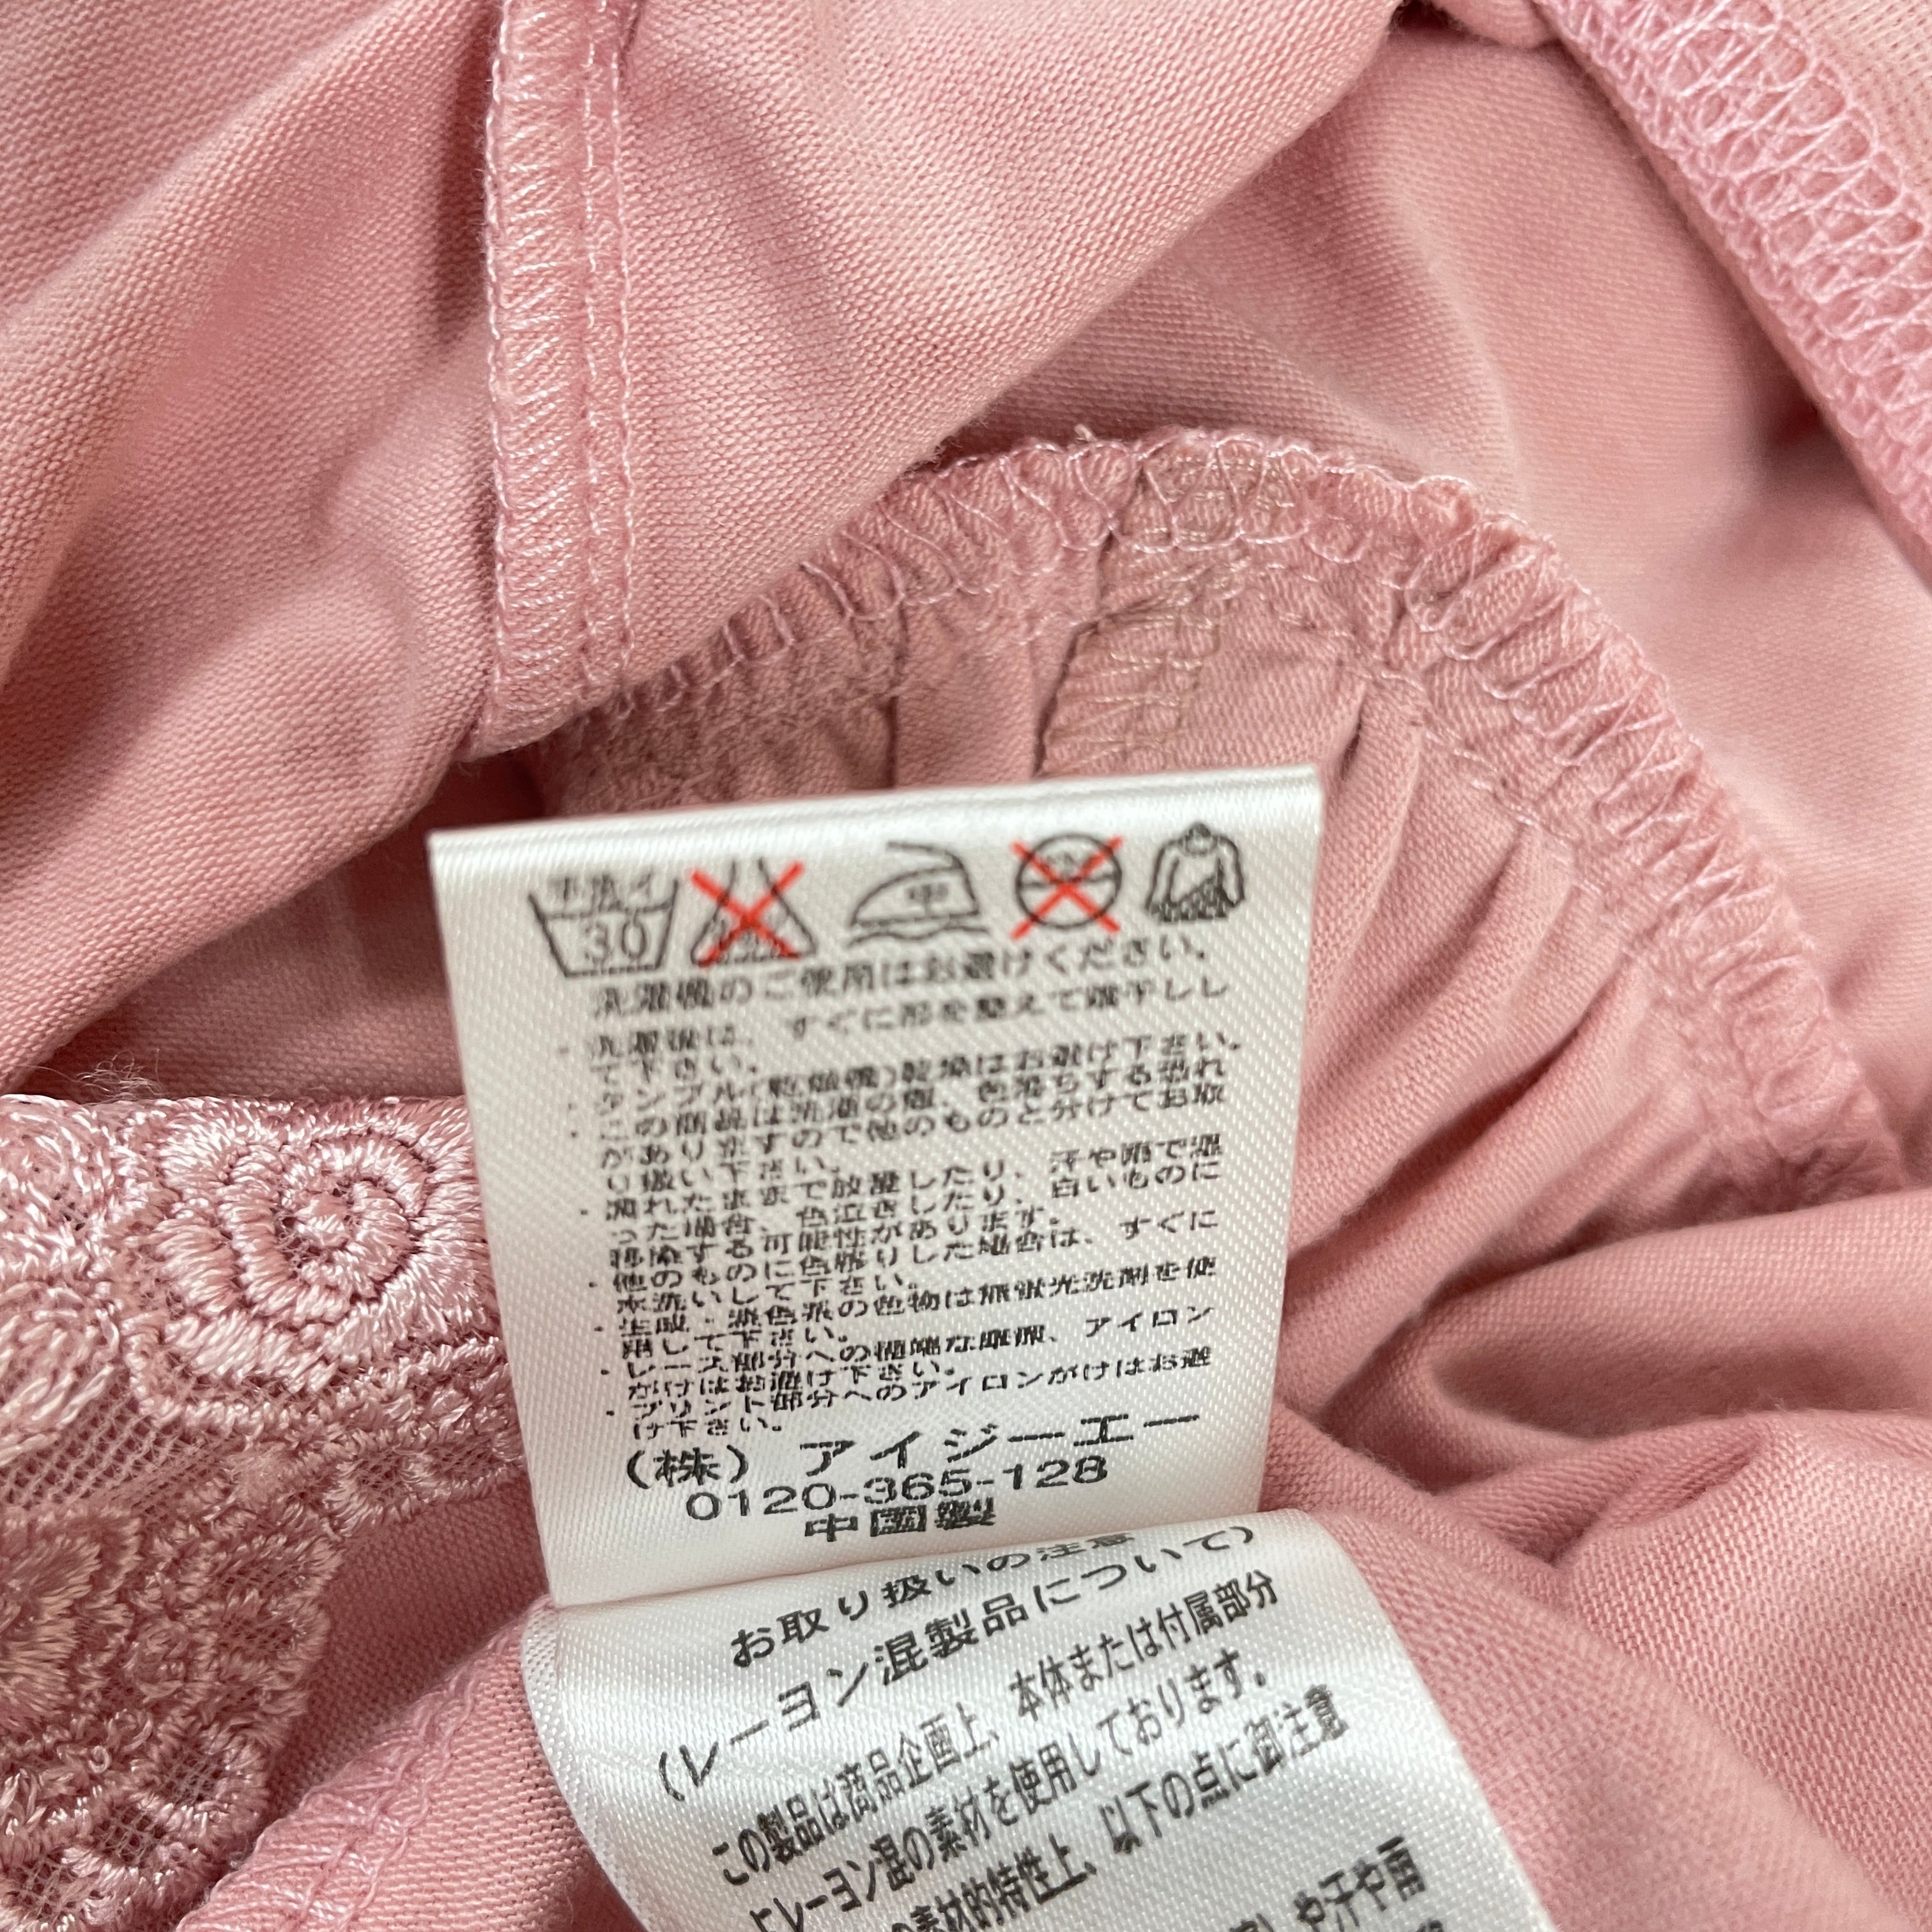 手洗イ
30
中
洗濯機のご使用はお避けください。
・洗濯後は、すぐに形を整えて陰干しし
て下さい。
・タンブル(乾燥機)乾燥はお避け下さい。
・この商品は洗濯の際、色落ちする恐れ
がありますので他のものと分けてお取
り扱い下さい。
・濡れたままで放置したり、汗や雨で湿
った場合、色泣きしたり、白いものに
移染する可能性があります。
・他のものに色移りした場合は、すぐに
水洗いして下さい。
・生成・淡色系の色物は無蛍光洗剤を使
用して下さい。
・レース部分への極端な摩擦、アイロン
がけはお避け下さい。
・プリント部分へのアイロンがけはお避
け下さい。
(株) アイジーエー
0120-365-128
中国製
お取り扱いの注意
(レーヨン混製品について)
この製品は商品企画上、本体または付属部分
にレーヨン混の素材を使用しております。
素材的特性上、以下の点に御注意
や汗や雨